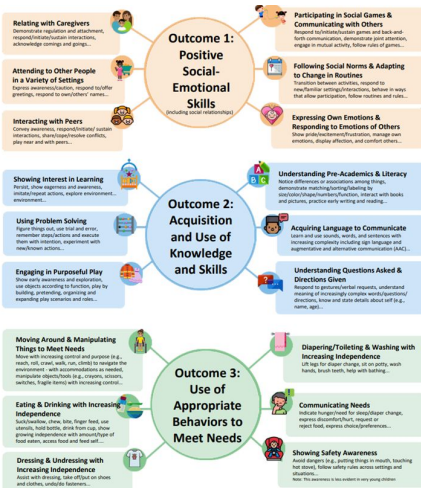 Relating with Caregivers
Demonstrate regulation and attachment,
respond/initiate/sustain interactions,
acknowledge comings and goings...
Attending to Other People
in a Variety of Settings
Express awareness/caution, respond to/offer
greetings, respond to own/others' names...
Interacting with Peers
Convey awareness, respond/initiate/ sustain
interactions, share/cope/resolve conflicts,
play near and with peers...
Outcome 1:
Positive
Social-
Emotional
Skills
(including social relationships)
Participating in Social Games &
Communicating with Others
Respond to/initiate/sustain games and back-and-
forth communication, demonstrate joint attention,
engage in mutual activity, follow rules of games...
Following Social Norms & Adapting
to Change in Routines
Transition between activities, respond to
new/familiar settings/interactions, behave in ways
that allow participation, follow routines and rules...
Expressing Own Emotions &
Responding to Emotions of Others
Show pride/excitement/frustration, manage own
emotions, display affection, and comfort others...
Showing Interest in Learning
Persist, show eagerness and awareness,
imitate/repeat actions, explore environment...
environment...
Using Problem Solving
Figure things out, use trial and error,
remember steps/actions and execute
them with intention, experiment with
new/known actions...
Engaging in Purposeful Play
Show early awareness and exploration,
use objects according to function, play by
building, pretending, organizing and
expanding play scenarios and roles...
Outcome 2:
Acquisition
and Use of
Knowledge
and Skills
A B C
Understanding Pre-Academics & Literacy
Notice differences or associations among things,
demonstrate matching/sorting/labeling by
size/color/shape/numbers/function, interact with books
and pictures, practice early writing and reading...
Acquiring Language to Communicate
Learn and use sounds, words, and sentences with
increasing complexity including sign language and
augmentative and alternative communication (AAC)...
Understanding Questions Asked &
Directions Given
Respond to gestures/verbal requests, understand
meaning of increasingly complex words/questions/
directions, know and state details about self (e.g.,
name, age)...
Moving Around & Manipulating
Things to Meet Needs
Move with increasing control and purpose (e.g.,
reach, roll, crawl, walk, run, climb) to navigate the
environment - with accommodations as needed,
manipulate objects/tools (e.g., crayons, scissors,
switches, fragile items) with increasing control...
Eating & Drinking with Increasing
Independence
Suck/swallow, chew, bite, finger feed, use
utensils, hold bottle, drink from cup, show
growing independence with amount/type of
food eaten, access food and feed self...
Dressing & Undressing with
Increasing Independence
Assist with dressing, take off/put on shoes
and clothes, undo/do fasteners...
Outcome 3:
Use of
Appropriate
Behaviors to
Meet Needs
Diapering/Toileting & Washing with
Increasing Independence
Lift legs for diaper change, sit on potty, wash
hands, brush teeth, help with bathing...
Communicating Needs
Indicate hunger/need for sleep/diaper change,
express discomfort/hurt, request or
reject food, express choice/preferences...
Showing Safety Awareness
Avoid dangers (e.g., putting things in mouth, touching
hot stove), follow safety rules across settings and
situations...
Note: This awareness is less evident in very young children